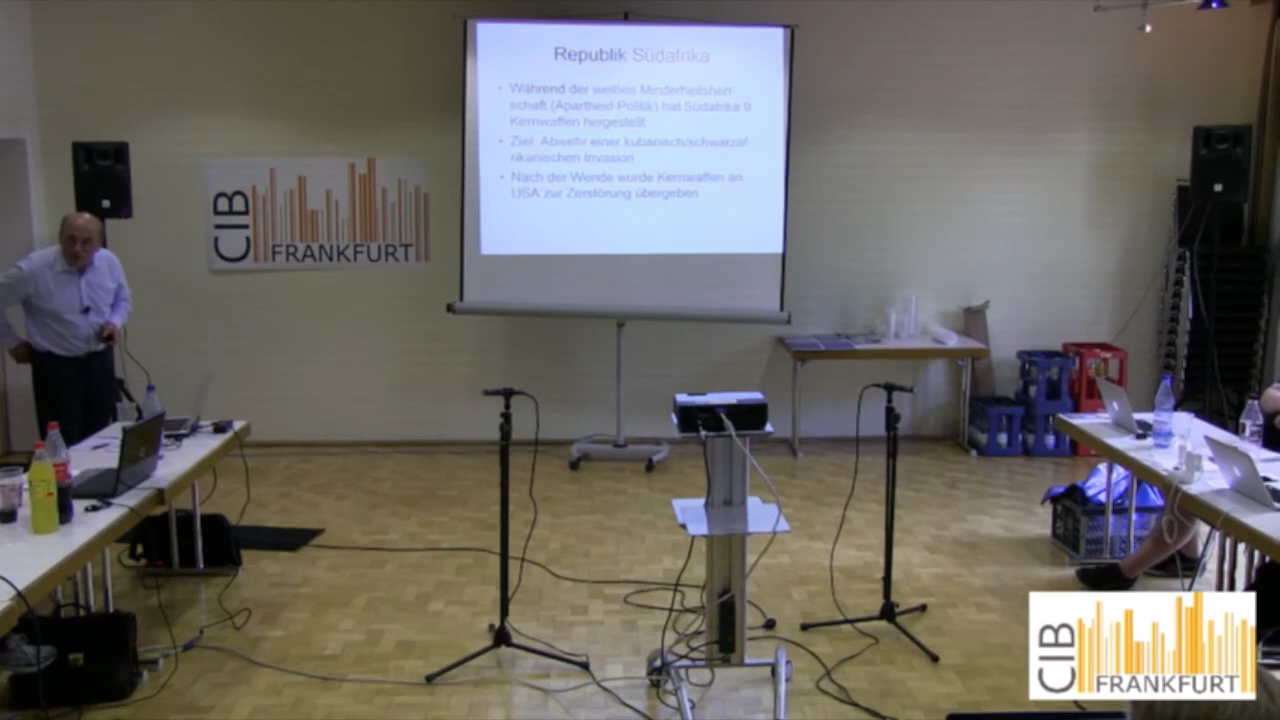 Republik Südafrika
• Während der weißen Minderheitsherr-
schaft (Apartheid-Politik) hat Südafrika 9
Kernwaffen hergestellt
• Ziel: Abwehr einer kubanisch/schwarzaf-
rikanischen Invasion
• Nach der Wende wurde Kernwaffen an
USA zur Zerstörung übergeben
CIB
FRANKFURT
CIB
FRANKFURT